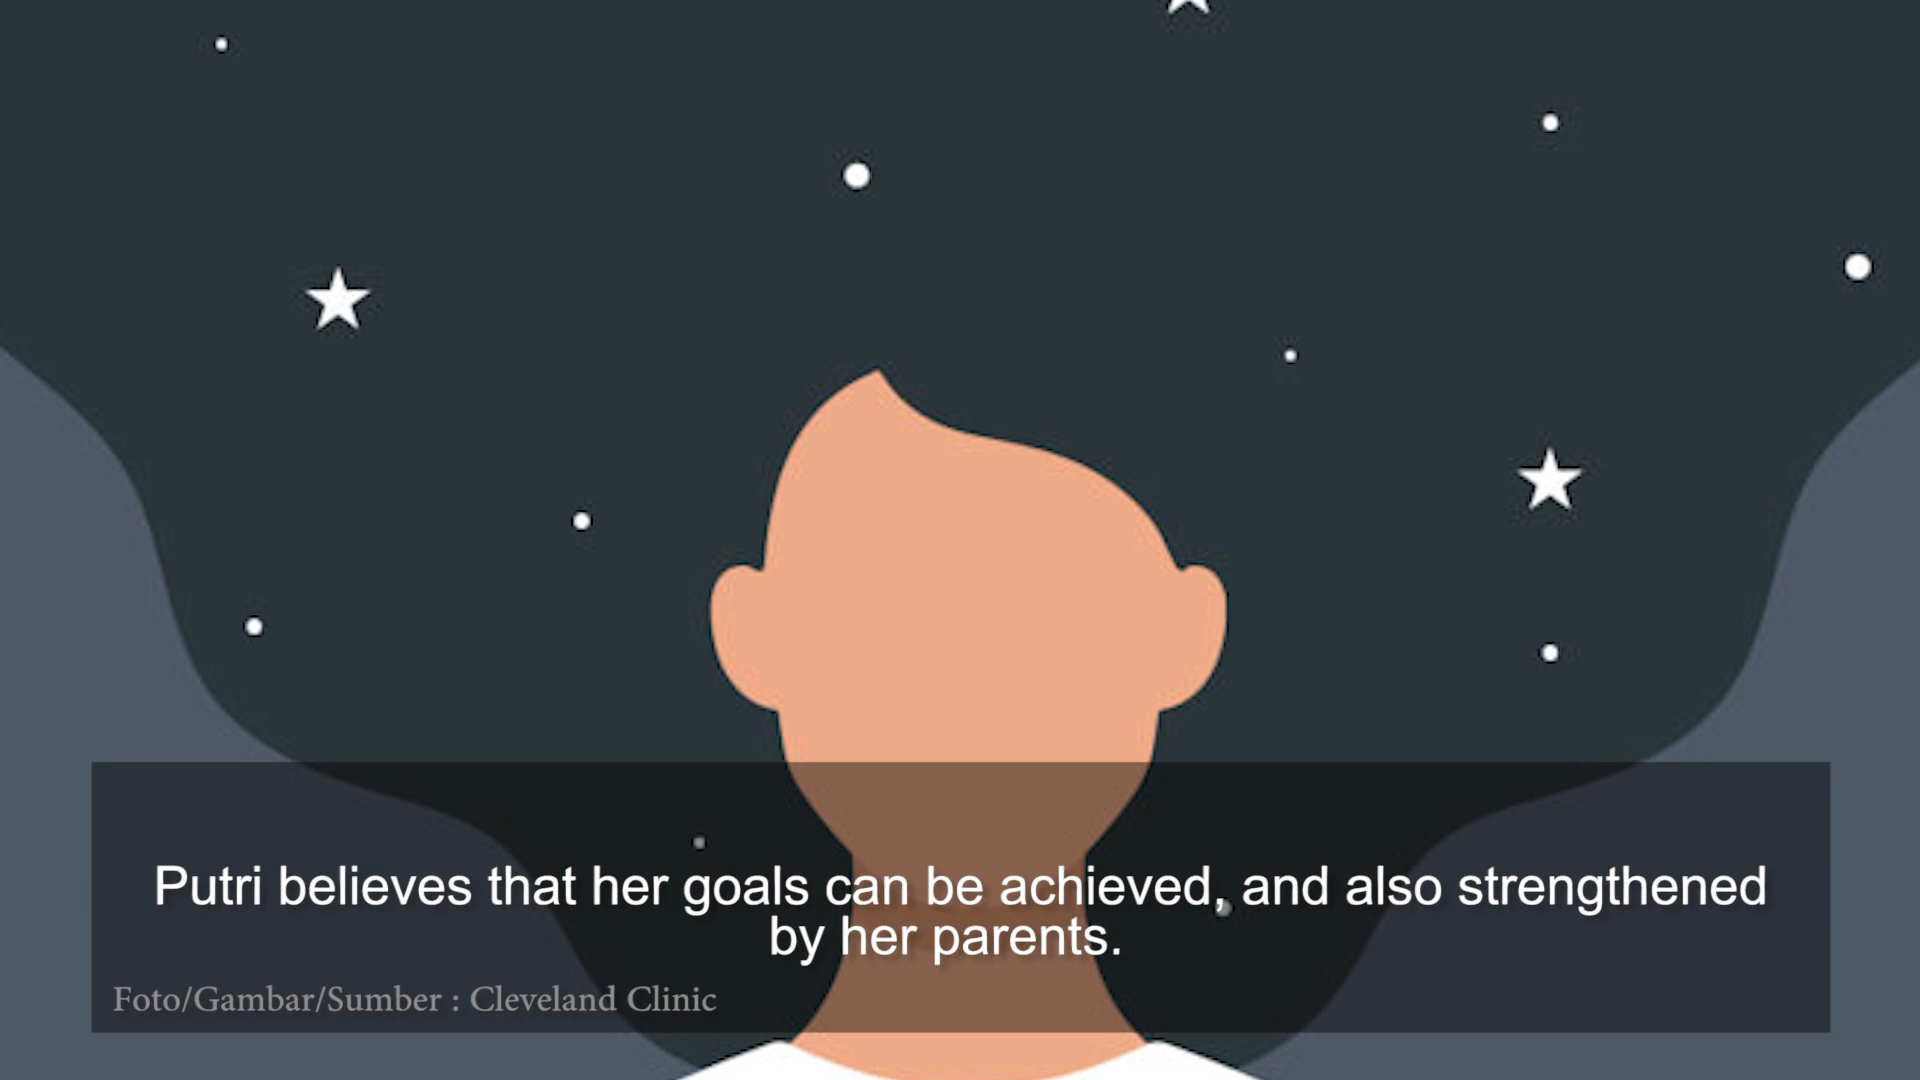 Putri believes that her goals can be achieved, and also strengthened
by her parents.
Foto/Gambar/Sumber : Cleveland Clinic